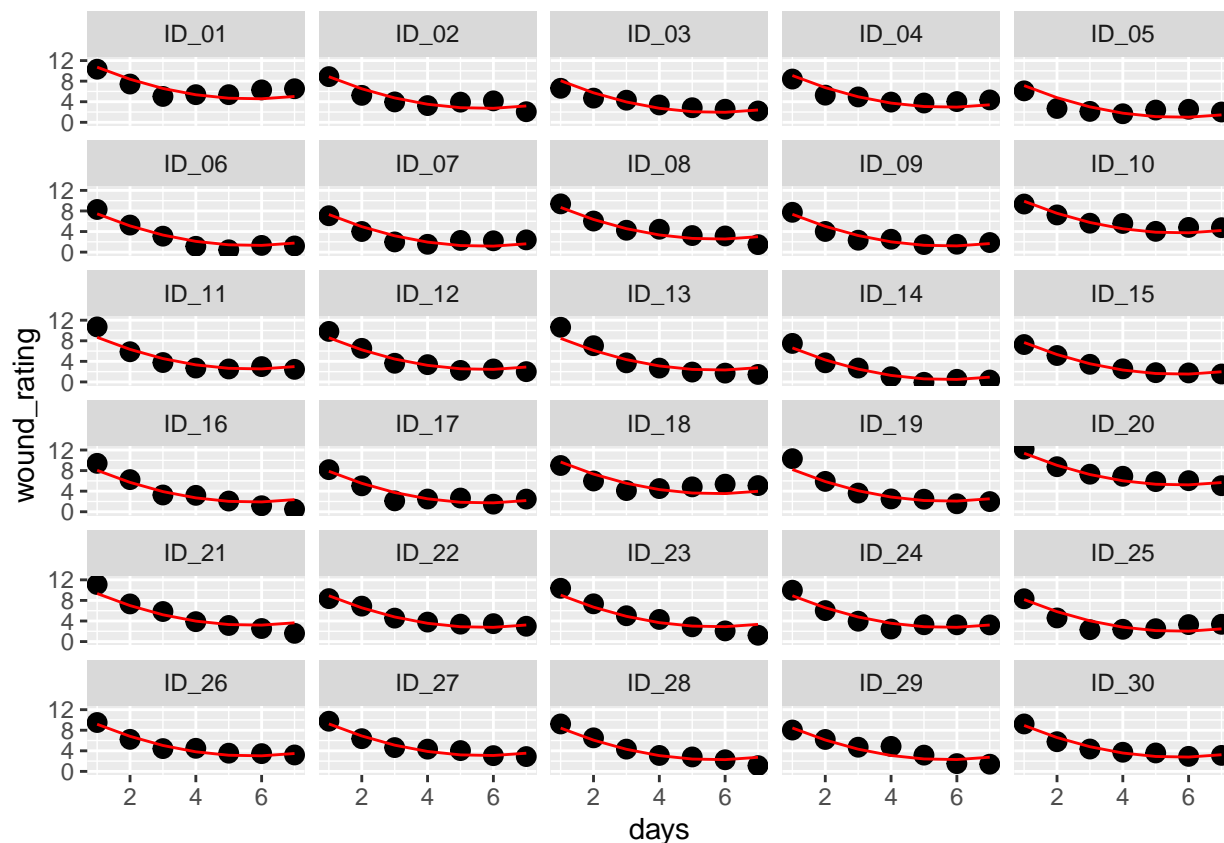 ID_01 ID_02 ID_03 ID_04 ID_05
12
8
4
0
ID_06 ID_07 ID_08 ID_09 ID_10
12
8
4
0
ID_11 ID_12 ID_13 ID_14 ID_15
12
8
4
0
ID_16 ID_17 ID_18 ID_19 ID_20
12
8
4
0
ID_21 ID_22 ID_23 ID_24 ID_25
12
8
4
0
ID_26 ID_27 ID_28 ID_29 ID_30
12
8
4
0
2 4 6 2 4 6 2 4 6 2 4 6 2 4 6
days
wound_rating